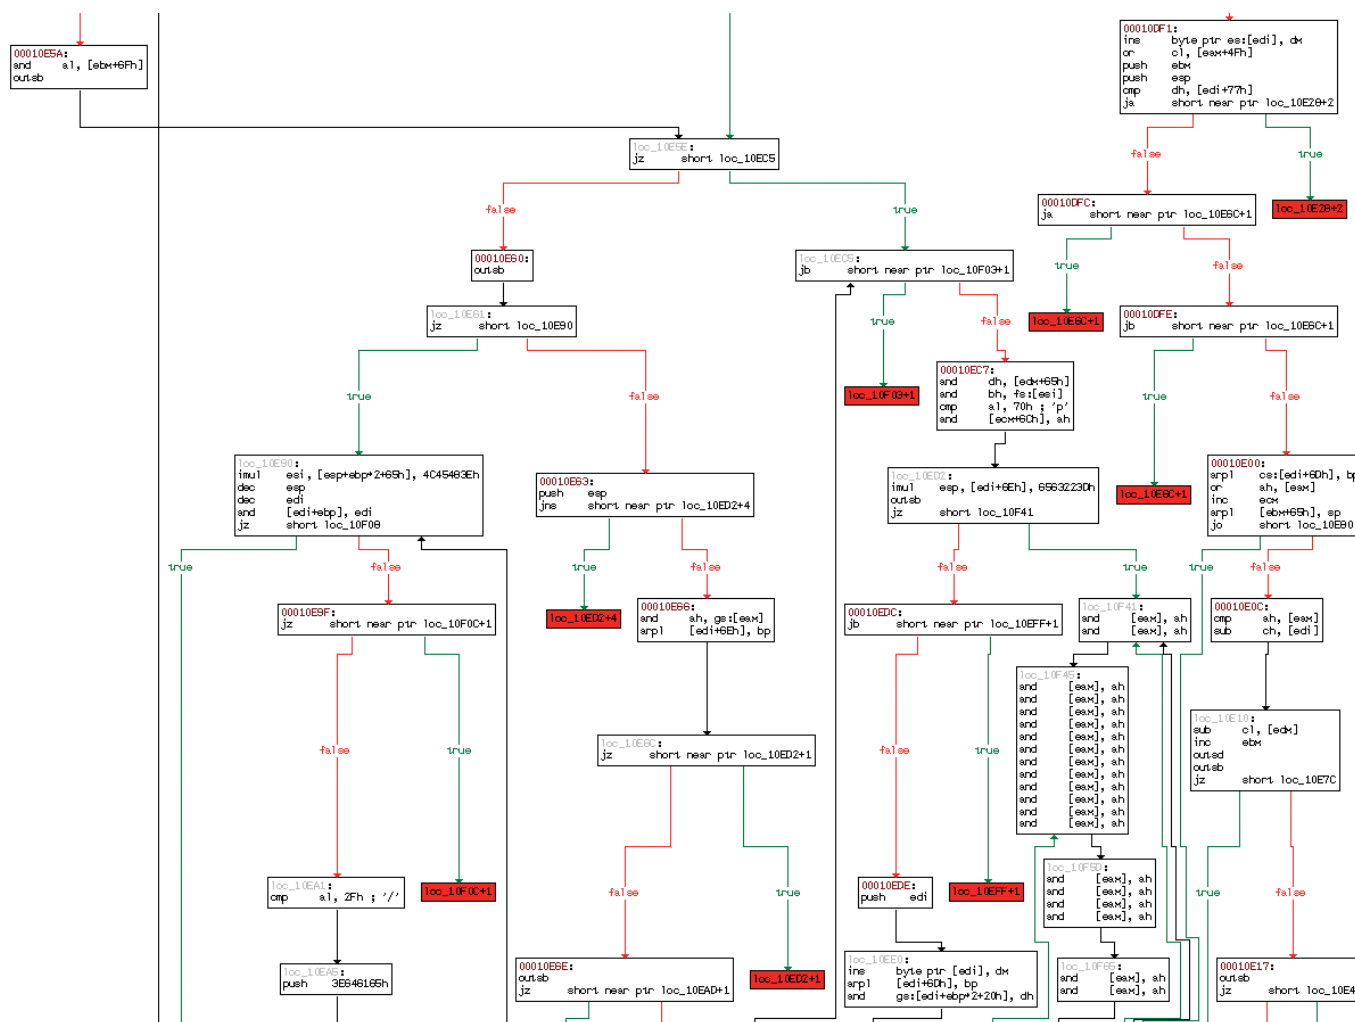 00010E5A:
and al, [ebx+6Fh]
outsb
00010DF1:
ins byte ptr es:[edi], dx
or cl, [eax+4Fh]
push ebx
push esp
cmp dh, [edi+77h]
ja short near ptr loc_10E28+2
loc_10E5E:
jz short loc_10EC5
false
true
false
true
00010DFC:
ja short near ptr loc_10E6C+1
loc_10E28+2
00010E60:
outsb
loc_10EC5:
jb short near ptr loc_10F03+1
true
false
loc_10E61:
jz short loc_10E90
true
false
loc_10E6C+1
00010DFE:
jb short near ptr loc_10E6C+1
true
false
loc_10F03+1
00010EC7:
and dh, [edx+65h]
and bh, fs:[esi]
cmp al, 70h ; 'p'
and [ecx+6Ch], ah
true
false
loc_10E90:
imul esi, [esp+ebp*2+65h], 4C45483Eh
dec esp
dec edi
and [edi+ebp], edi
jz short loc_10F08
00010E63:
push esp
jns short near ptr loc_10ED2+4
loc_10ED2:
imul esp, [edi+6Eh], 6563223Dh
outsb
jz short loc_10F41
loc_10E6C+1
00010E00:
arpl cs:[edi+6Dh], bp
or ah, [eax]
inc ecx
arpl [ebx+65h], sp
jo short loc_10E80
true
false
true
false
false
true
true
false
00010E9F:
jz short near ptr loc_10F0C+1
loc_10ED2+4
00010E66:
and ah, gs:[eax]
arpl [edi+6Eh], bp
00010EDC:
jb short near ptr loc_10EFF+1
loc_10F41:
and [eax], ah
and [eax], ah
00010E0C:
cmp ah, [eax]
sub ch, [edi]
loc_10F45:
and [eax], ah
and [eax], ah
and [eax], ah
and [eax], ah
and [eax], ah
and [eax], ah
and [eax], ah
and [eax], ah
and [eax], ah
and [eax], ah
and [eax], ah
and [eax], ah
false
true
loc_10E6C:
jz short near ptr loc_10ED2+1
false
true
loc_10E10:
sub cl, [edx]
inc ebx
outsd
outsb
jz short loc_10E7C
loc_10EA1:
cmp al, 2Fh ; '/'
loc_10F0C+1
false
true
00010EDE:
push edi
loc_10EFF+1
loc_10F5D:
and [eax], ah
and [eax], ah
and [eax], ah
and [eax], ah
true
false
loc_10EA5:
push 3E646165h
00010E6E:
outsb
jz short near ptr loc_10EAD+1
loc_10ED2+1
loc_10EE0:
ins byte ptr [edi], dx
arpl [edi+6Dh], bp
and gs:[edi+ebp*2+20h], dh
loc_10F65:
and [eax], ah
and [eax], ah
00010E17:
outsb
jz short loc_10E4